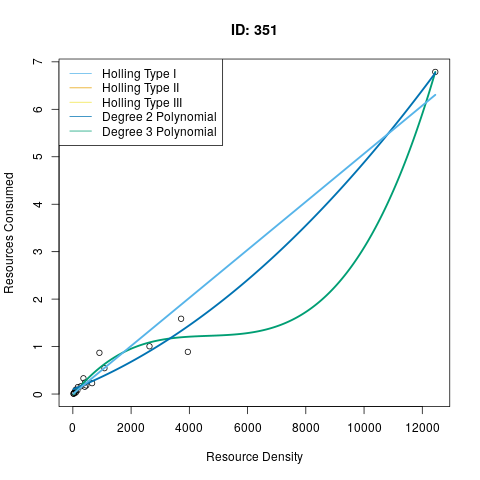 ID: 351
Holling Type I
Holling Type II
Holling Type III
Degree 2 Polynomial
Degree 3 Polynomial
Resources Consumed
7
6
5
4
3
2
1
0
0 2000 4000 6000 8000 10000 12000
Resource Density